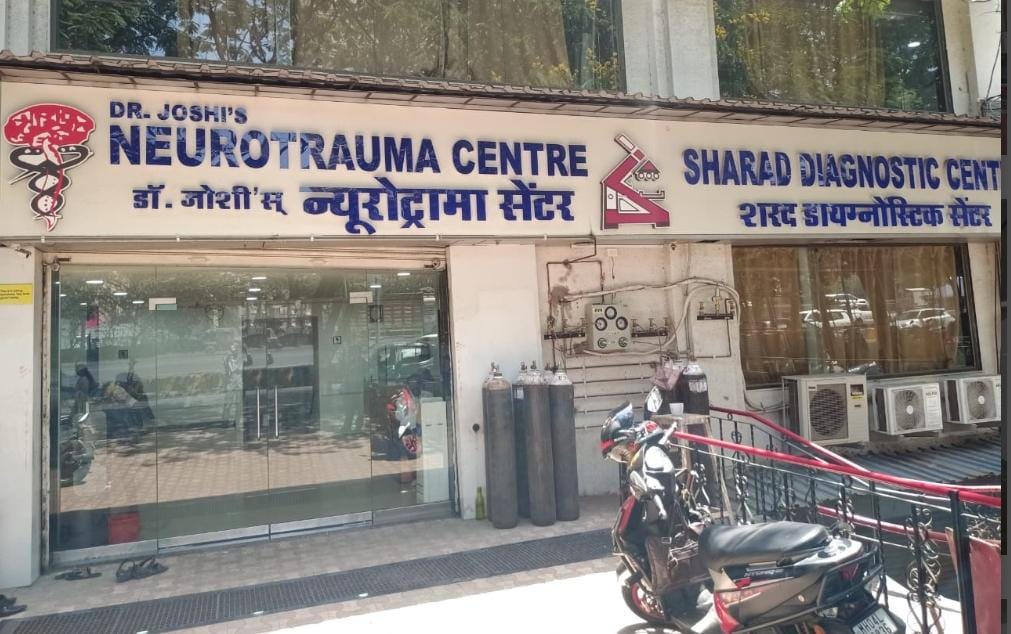 DR. JOSHI'S
NEUROTRAUMA CENTRE
डॉ. जोशी'स् न्यूरोट्रामा सेंटर
SHARAD DIAGNOSTIC CENT
शरद डायग्नोस्टिक सेंटर